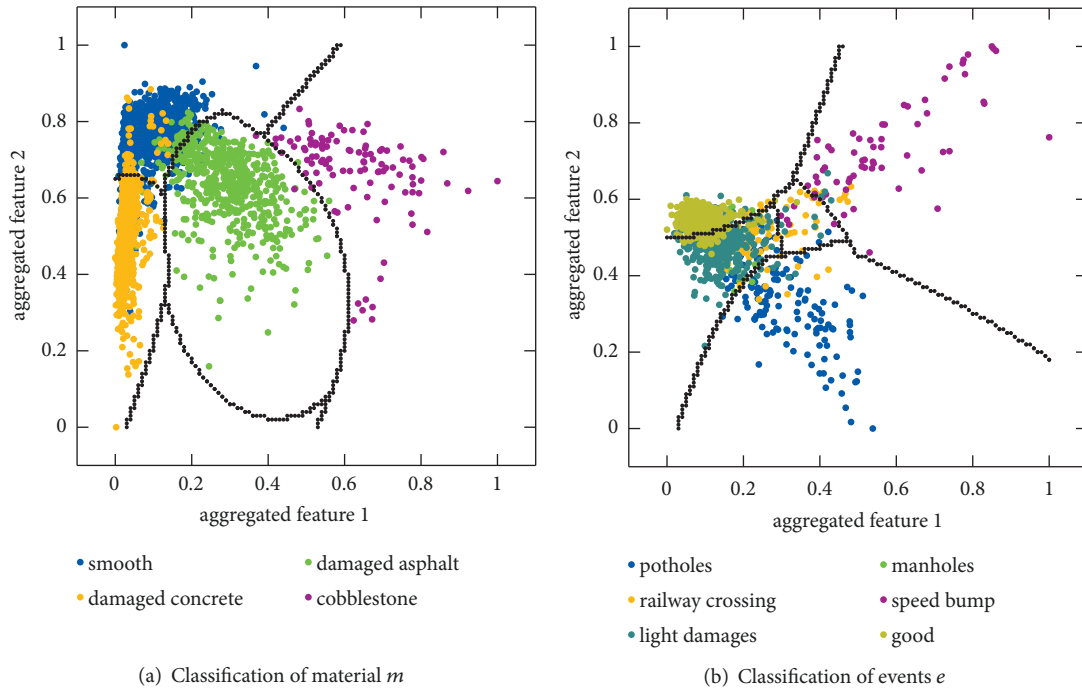 1
0.8
0.6
0.4
0.2
0
aggregated feature 2
0 0.2 0.4 0.6 0.8 1
aggregated feature 1
smooth
damaged concrete
damaged asphalt
cobblestone
(a) Classification of material m
1
0.8
0.6
0.4
0.2
0
aggregated feature 2
0 0.2 0.4 0.6 0.8 1
aggregated feature 1
potholes
railway crossing
light damages
manholes
speed bump
good
(b) Classification of events e